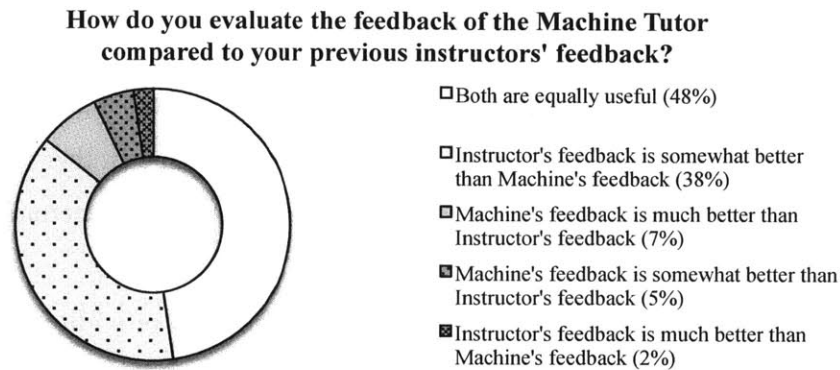 How do you evaluate the feedback of the Machine Tutor
compared to your previous instructors' feedback?
Both are equally useful (48%)
Instructor's feedback is somewhat better
than Machine's feedback (38%)
Machine's feedback is much better than
Instructor's feedback (7%)
Machine's feedback is somewhat better than
Instructor's feedback (5%)
Instructor's feedback is much better than
Machine's feedback (2%)